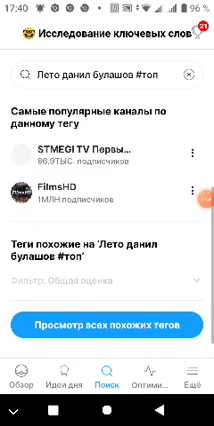 17:40
96 %
🤓 Исследование ключевых слов
21
Лето данил булашов #топ
Самые популярные каналы по
данному тегу
STMEGI TV Первы...
86,9ТЫС. подписчиков
FilmsHD
1МЛН подписчиков
Теги похожие на 'Лето данил
булашов #топ'
Фильтр: Общая оценка
Просмотр всех похожих тегов
Обзор
Идеи дня
Поиск
Оптими...
Ещё